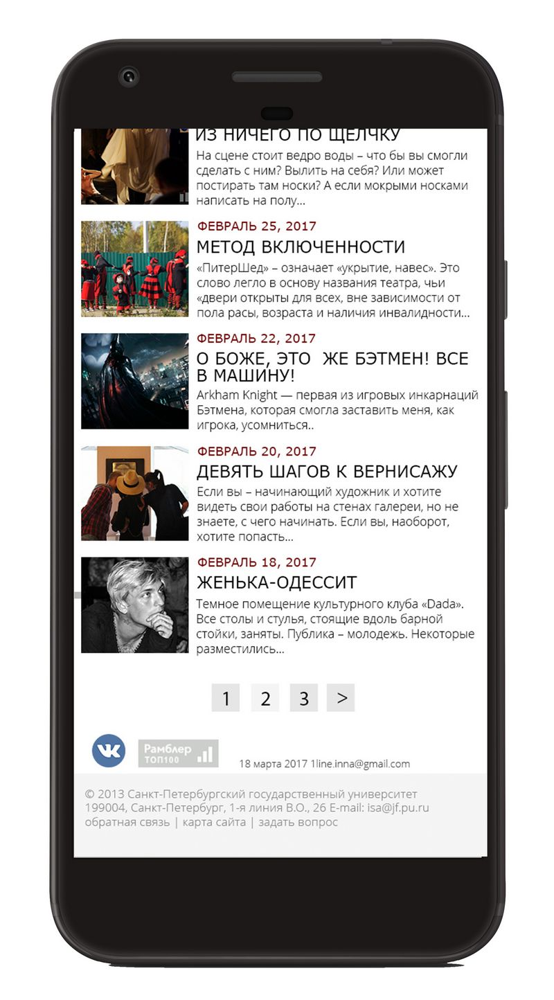 ИЗ НИЧЕГО ПО ЩЕЛЧКУ
На сцене стоит ведро воды – что бы вы смогли
сделать с ним? Вылить на себя? Или может
постирать там носки? А если мокрыми носками
написать на полу...
ФЕВРАЛЬ 25, 2017
МЕТОД ВКЛЮЧЕННОСТИ
«ПитерШед» – означает «укрытие, навес». Это
слово легло в основу названия театра, чьи
«двери открыты для всех, вне зависимости от
пола расы, возраста и наличия инвалидности...
ФЕВРАЛЬ 22, 2017
О БОЖЕ, ЭТО  ЖЕ БЭТМЕН! ВСЕ
В МАШИНУ!
Arkham Knight — первая из игровых инкарнаций
Бэтмена, которая смогла заставить меня, как
игрока, усомниться..
ФЕВРАЛЬ 20, 2017
ДЕВЯТЬ ШАГОВ К ВЕРНИСАЖУ
Если вы – начинающий художник и хотите
видеть свои работы на стенах галереи, но не
знаете, с чего начинать. Если вы, наоборот,
хотите попасть...
ФЕВРАЛЬ 18, 2017
ЖЕНЬКА-ОДЕССИТ
Темное помещение культурного клуба «Dada».
Все столы и стулья, стоящие вдоль барной
стойки, заняты. Публика – молодежь. Некоторые
разместились...
1 2 3 >
Рамблер
ТОП100
18 марта 2017 1line.inna@gmail.com
© 2013 Санкт-Петербургский государственный университет
199004, Санкт-Петербург, 1-я линия В.О., 26 E-mail: isa@jf.pu.ru
обратная связь | карта сайта | задать вопрос